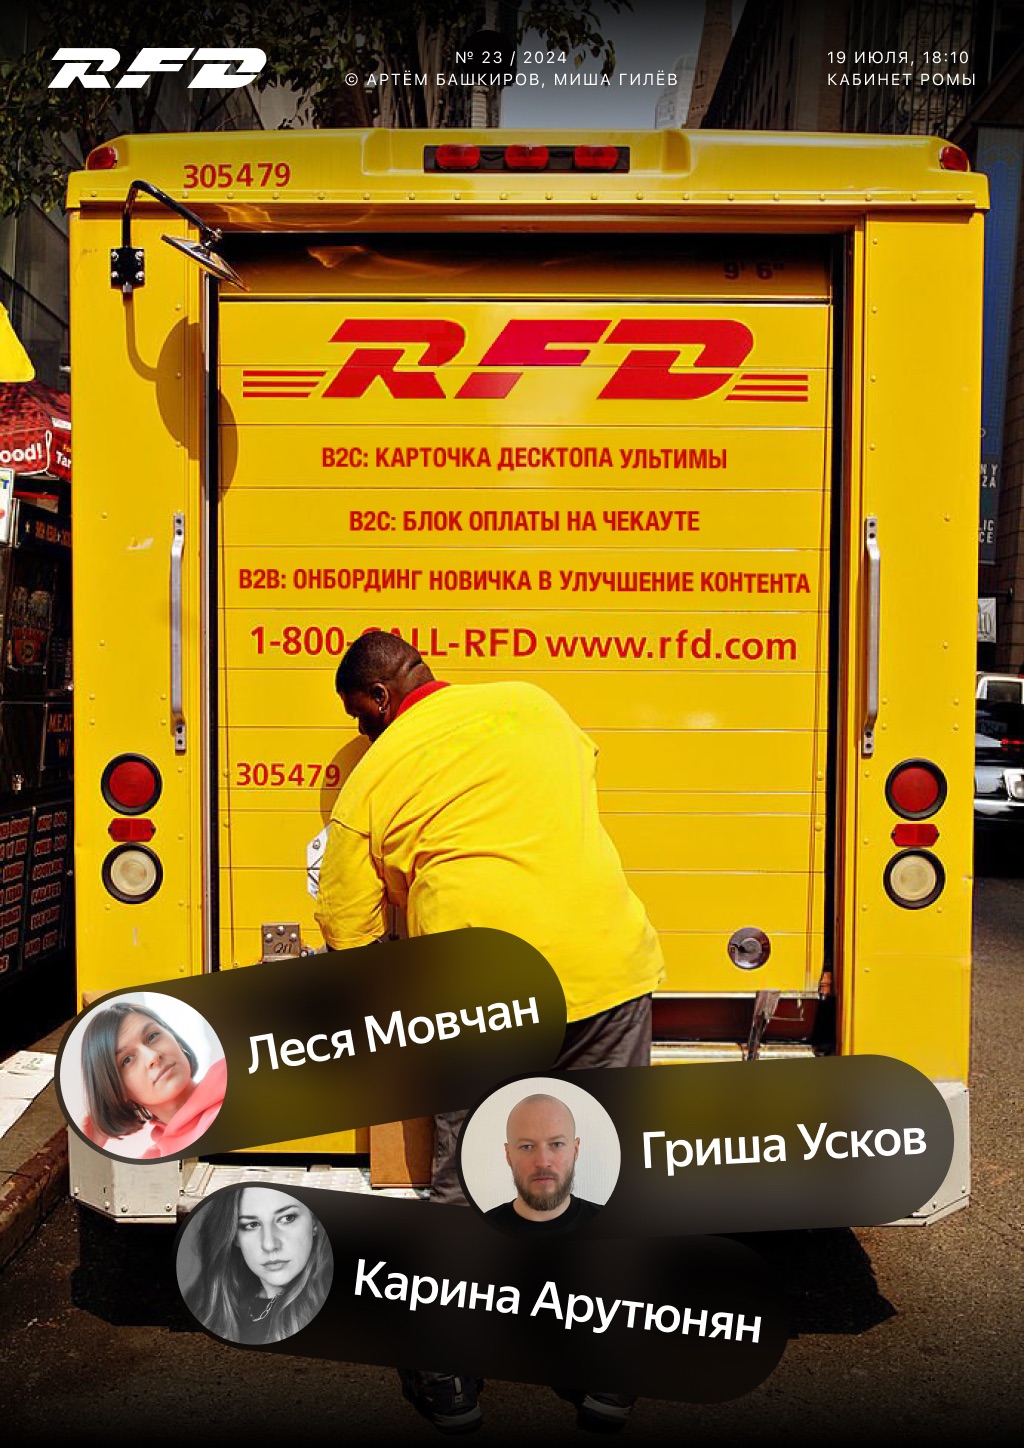 RFD
№ 23 / 2024
© АРТЁМ БАШКИРОВ, МИША ГИЛЁВ
19 ИЮЛЯ, 18:10
КАБИНЕТ РОМЫ
305479
9' 6"
RFD
B2C: КАРТОЧКА ДЕСКТОПА УЛЬТИМЫ
B2C: БЛОК ОПЛАТЫ НА ЧЕКАУТЕ
B2B: ОНБОРДИНГ НОВИЧКА В УЛУЧШЕНИЕ КОНТЕНТА
1-800-CALL-RFD www.rfd.com
305479
Леся Мовчан
Гриша Усков
Карина Арутюнян